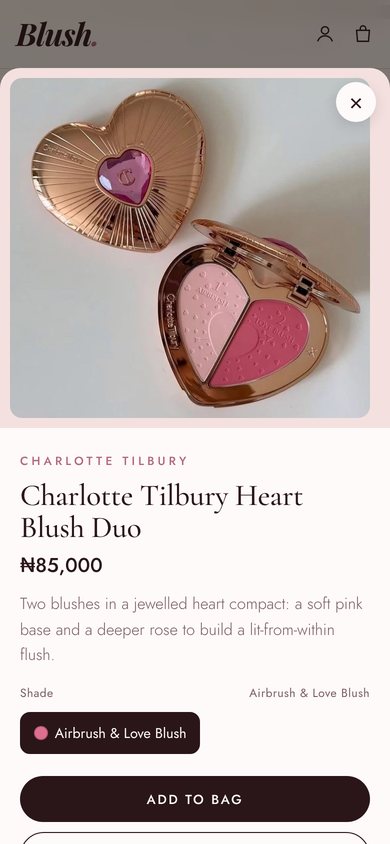 Blush.
Charlotte Tilbury
CHARLOTTE TILBURY
Charlotte Tilbury Heart
Blush Duo
₦85,000
Two blushes in a jewelled heart compact: a soft pink
base and a deeper rose to build a lit-from-within
flush.
Shade
Airbrush & Love Blush
Airbrush & Love Blush
ADD TO BAG